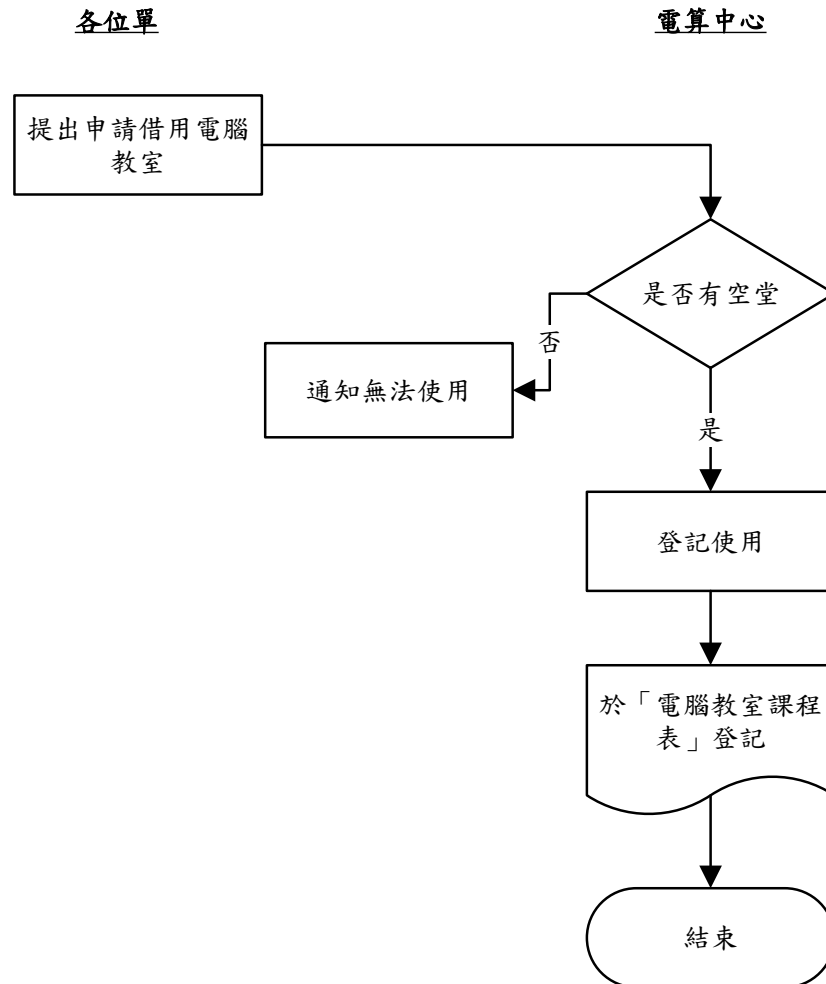 各位單
電算中心
提出申請借用電腦
教室
是否有空堂
否
通知無法使用
是
登記使用
於「電腦教室課程
表」登記
結束